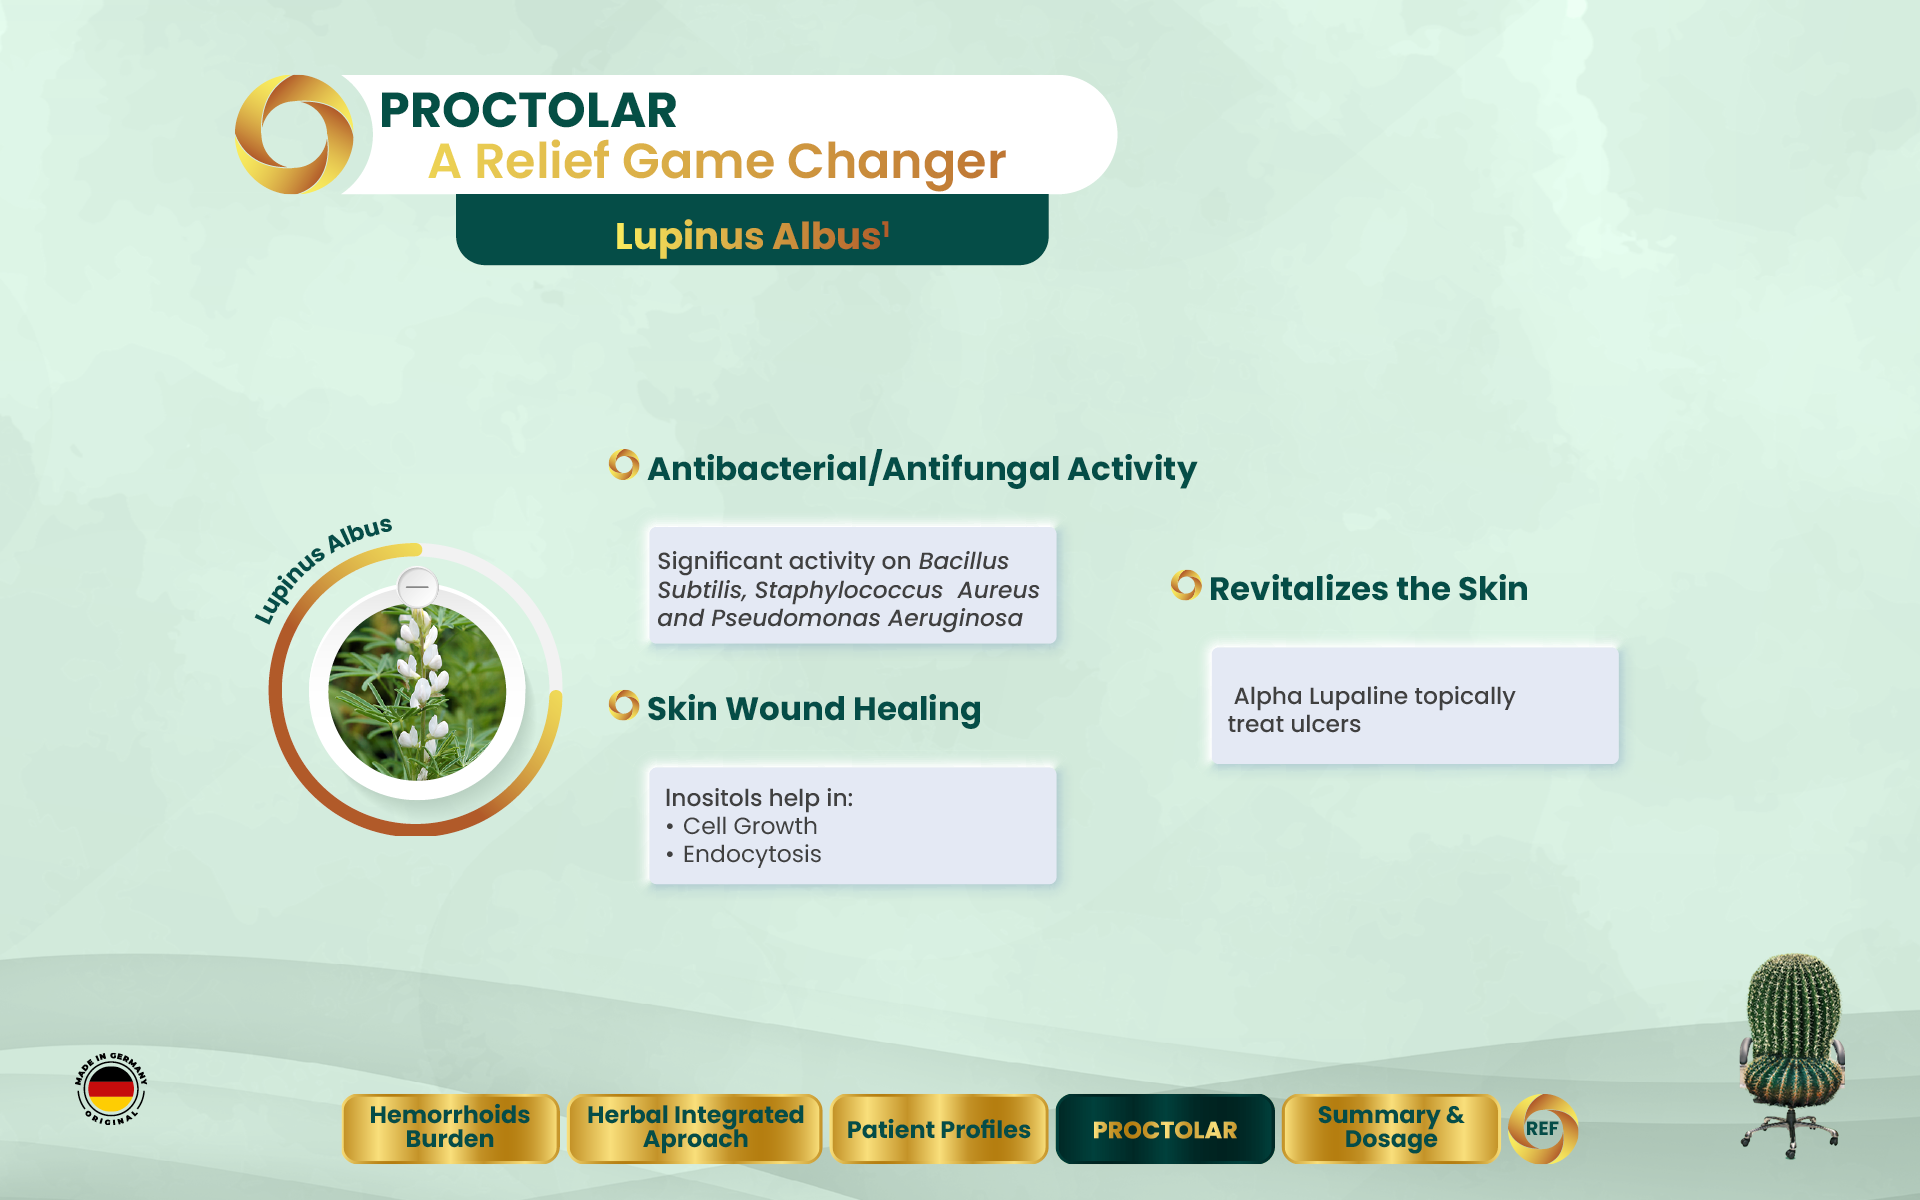 PROCTOLAR
A Relief Game Changer
Lupinus Albus¹
Lupinus Albus
Antibacterial/Antifungal Activity
Significant activity on Bacillus
Subtilis, Staphylococcus Aureus
and Pseudomonas Aeruginosa
Skin Wound Healing
Inositols help in:
• Cell Growth
• Endocytosis
Revitalizes the Skin
Alpha Lupaline topically
treat ulcers
MADE IN GERMANY
ORIGINAL
Hemorrhoids
Burden
Herbal Integrated
Aproach
Patient Profiles
PROCTOLAR
Summary &
Dosage
REF